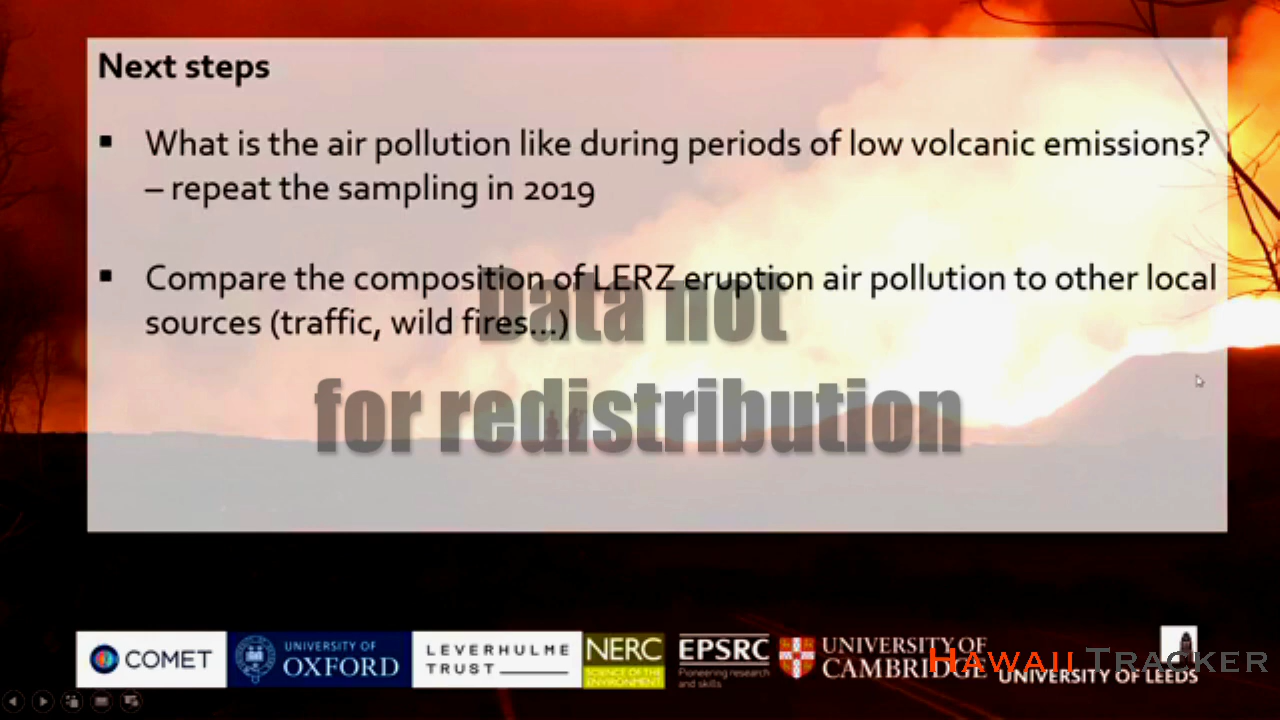 Next steps
▪ What is the air pollution like during periods of low volcanic emissions?
– repeat the sampling in 2019
▪ Compare the composition of LERZ eruption air pollution to other local
sources (traffic, wild fires...)
Data not
for redistribution
COMET
UNIVERSITY OF
OXFORD
LEVERHULME
TRUST
NERC
SCIENCE OF THE
ENVIRONMENT
EPSRC
Pioneering research
and skills
UNIVERSITY OF
CAMBRIDGE
HAWAII TRACKER
UNIVERSITY OF LEEDS